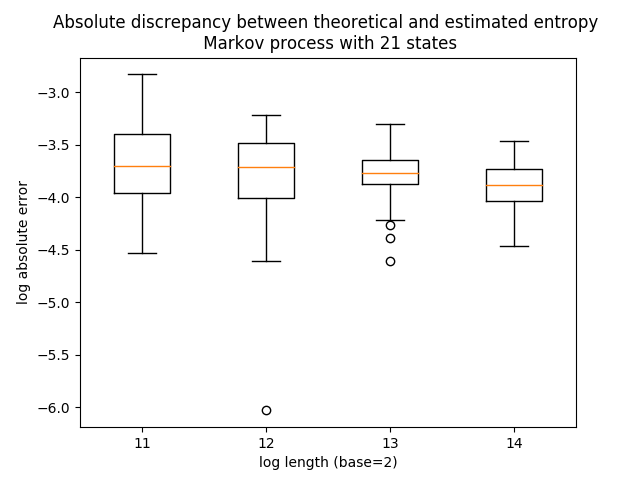 Absolute discrepancy between theoretical and estimated entropy
Markov process with 21 states
−3.0
−3.5
−4.0
−4.5
−5.0
−5.5
−6.0
log absolute error
11 12 13 14
log length (base=2)